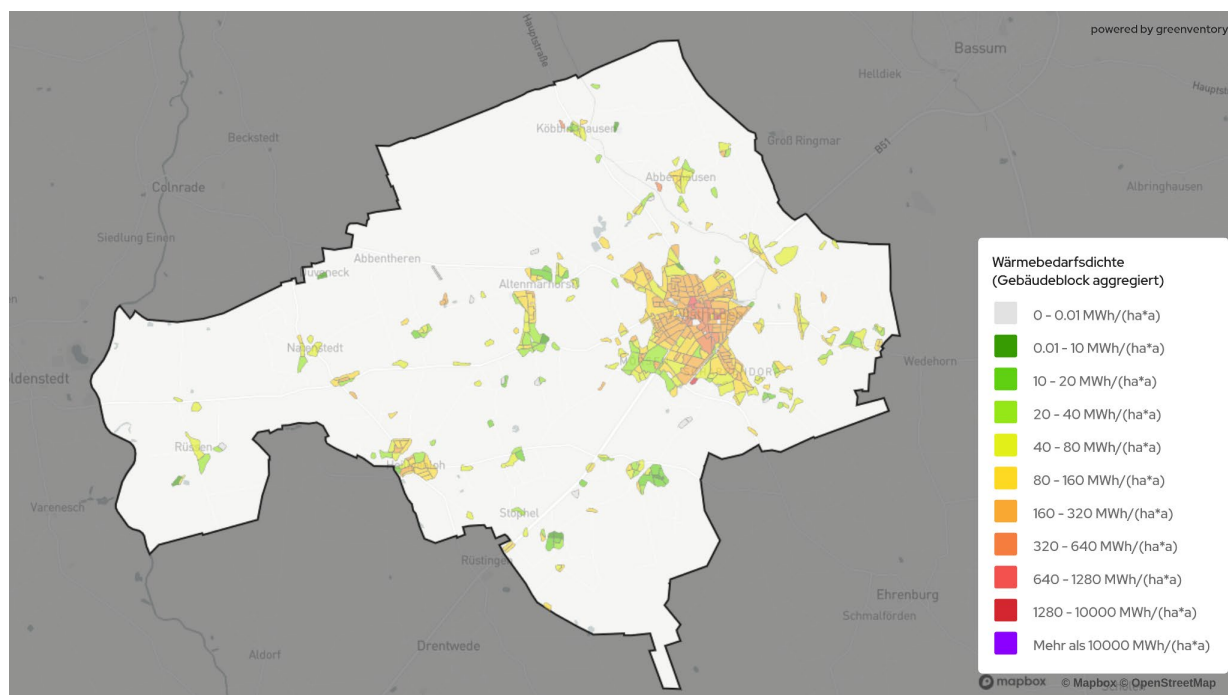 powered by greenventory
Bassum
Hauptstraße
Helldiek
Köbbinghausen
Groß Ringmar
B51
Beckstedt
Abbenhausen
Colnrade
Albringhausen
Siedlung Einen
Abbentheren
Altenmarhorst
Natenstedt
Wedehorn
Rüssen
Heiligenloh
Varenesch
Stöphel
Rüstingen
Ehrenburg
Schmalförden
Drentwede
Aldorf
Wärmebedarfsdichte
(Gebäudeblock aggregiert)
0 - 0.01 MWh/(ha*a)
0.01 - 10 MWh/(ha*a)
10 - 20 MWh/(ha*a)
20 - 40 MWh/(ha*a)
40 - 80 MWh/(ha*a)
80 - 160 MWh/(ha*a)
160 - 320 MWh/(ha*a)
320 - 640 MWh/(ha*a)
640 - 1280 MWh/(ha*a)
1280 - 10000 MWh/(ha*a)
Mehr als 10000 MWh/(ha*a)
mapbox © Mapbox © OpenStreetMap